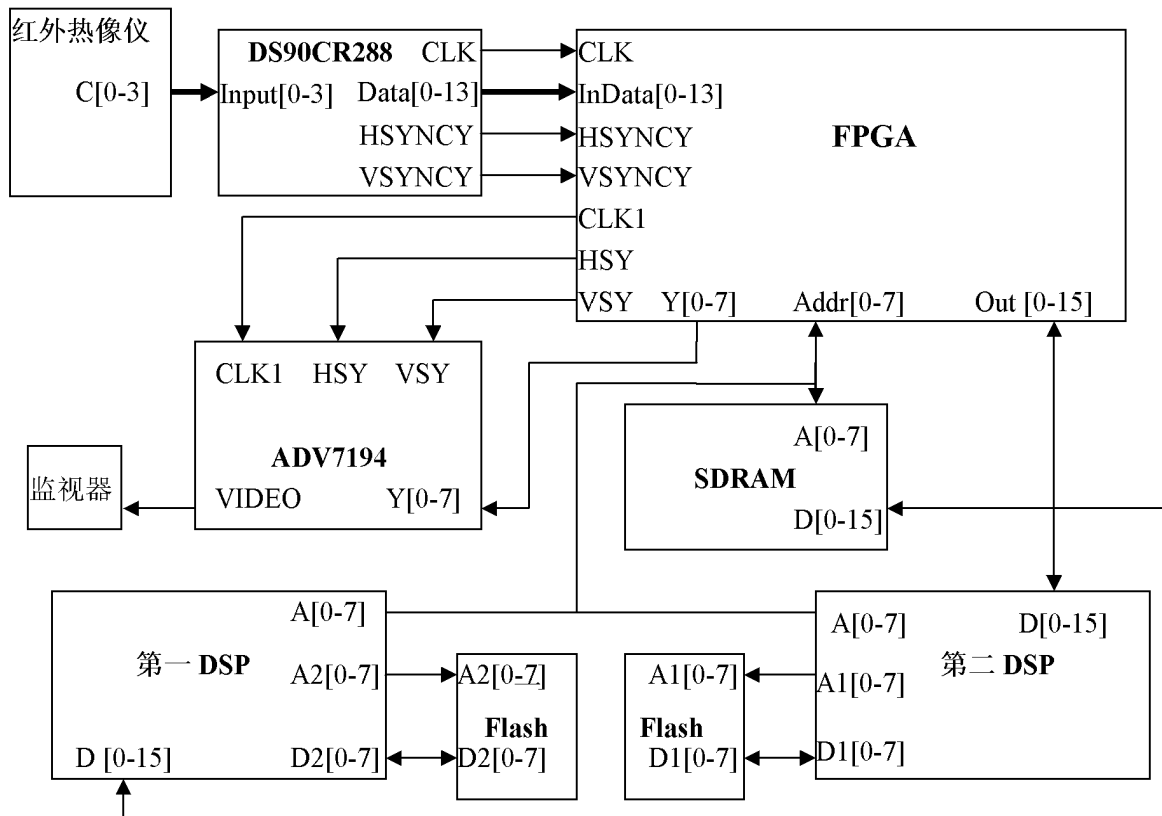 红外热像仪
C[0-3]
DS90CR288
CLK
Input[0-3]
Data[0-13]
HSYNCY
VSYNCY
CLK
InData[0-13]
HSYNCY
VSYNCY
FPGA
CLK1
HSY
VSY
Y[0-7]
Addr[0-7]
Out [0-15]
CLK1
HSY
VSY
ADV7194
VIDEO
Y[0-7]
监视器
A[0-7]
SDRAM
D[0-15]
A[0-7]
第一 DSP
A2[0-7]
D [0-15]
D2[0-7]
A2[0-7]
Flash
D2[0-7]
A1[0-7]
Flash
D1[0-7]
A[0-7]
D[0-15]
A1[0-7]
第二 DSP
D1[0-7]